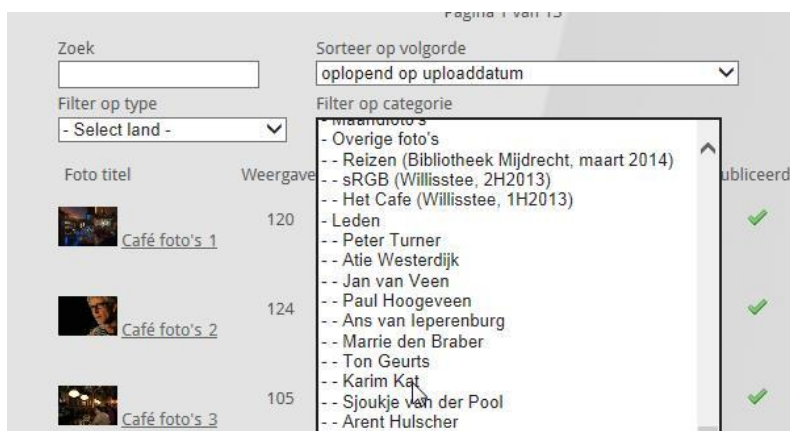 Pagina 1 van 13
Zoek
Sorteer op volgorde
oplopend op uploaddatum
Filter op type
Filter op categorie
- Select land -
- Maandfoto's
- Overige foto's
- - Reizen (Bibliotheek Mijdrecht, maart 2014)
- - sRGB (Willisstee, 2H2013)
- - Het Cafe (Willisstee, 1H2013)
- Leden
- - Peter Turner
- - Atie Westerdijk
- - Jan van Veen
- - Paul Hoogeveen
- - Ans van Ieperenburg
- - Marrie den Braber
- - Ton Geurts
- - Karim Kat
- - Sjoukje van der Pool
- - Arent Hulscher
Foto titel
Weergave
ubliceerd
120
Café foto's 1
124
Café foto's 2
105
Café foto's 3